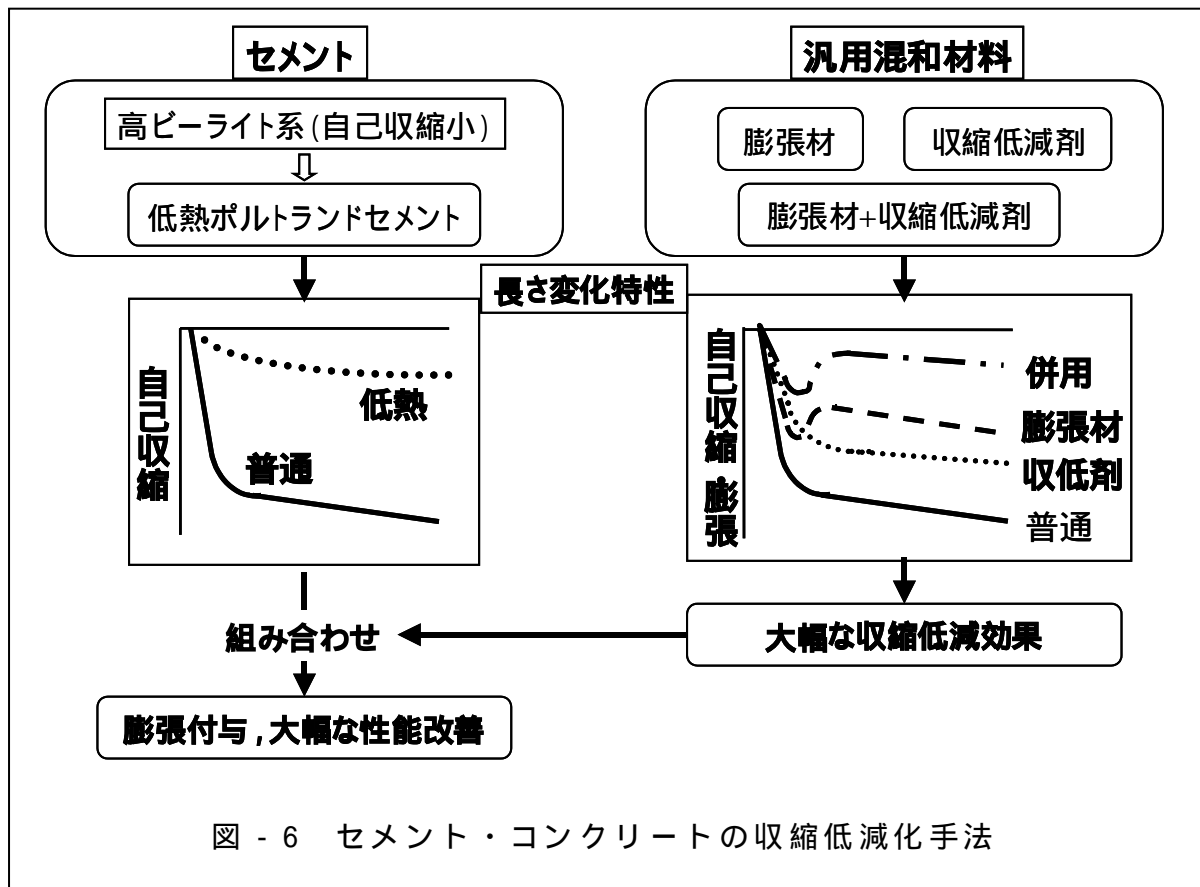 セメント
高ビーライト系(自己収縮小)
低熱ポルトランドセメント
汎用混和材料
膨張材
収縮低減剤
膨張材+収縮低減剤
長さ変化特性
自己収縮
低熱
普通
自己収縮・膨張
併用
膨張材
収低剤
普通
大幅な収縮低減効果
組み合わせ
膨張付与,大幅な性能改善
図-6 セメント・コンクリートの収縮低減化手法